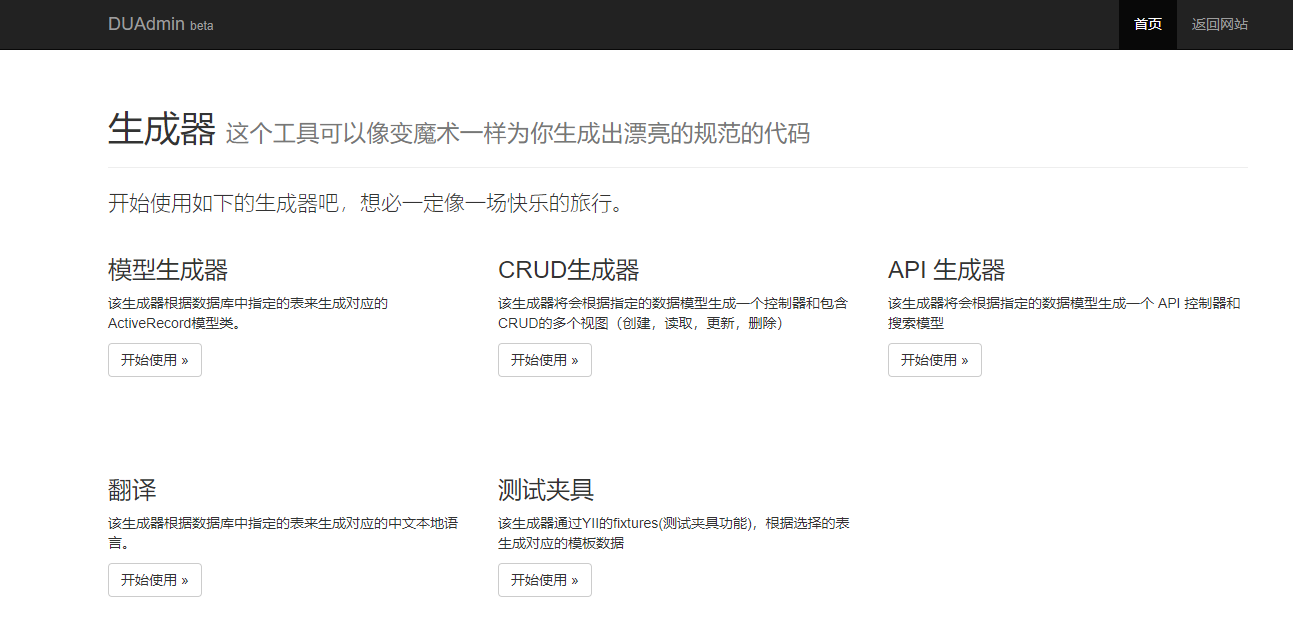 DUAdmin beta
首页
返回网站
生成器 这个工具可以像变魔术一样为你生成出漂亮的规范的代码
开始使用如下的生成器吧，想必一定像一场快乐的旅行。
模型生成器
该生成器根据数据库中指定的表来生成对应的
ActiveRecord模型类。
开始使用 »
CRUD生成器
该生成器将会根据指定的数据模型生成一个控制器和包含
CRUD的多个视图（创建，读取，更新，删除）
开始使用 »
API 生成器
该生成器将会根据指定的数据模型生成一个 API 控制器和
搜索模型
开始使用 »
翻译
该生成器根据数据库中指定的表来生成对应的中文本地语
言。
开始使用 »
测试夹具
该生成器通过YII的fixtures(测试夹具功能)，根据选择的表
生成对应的模板数据
开始使用 »